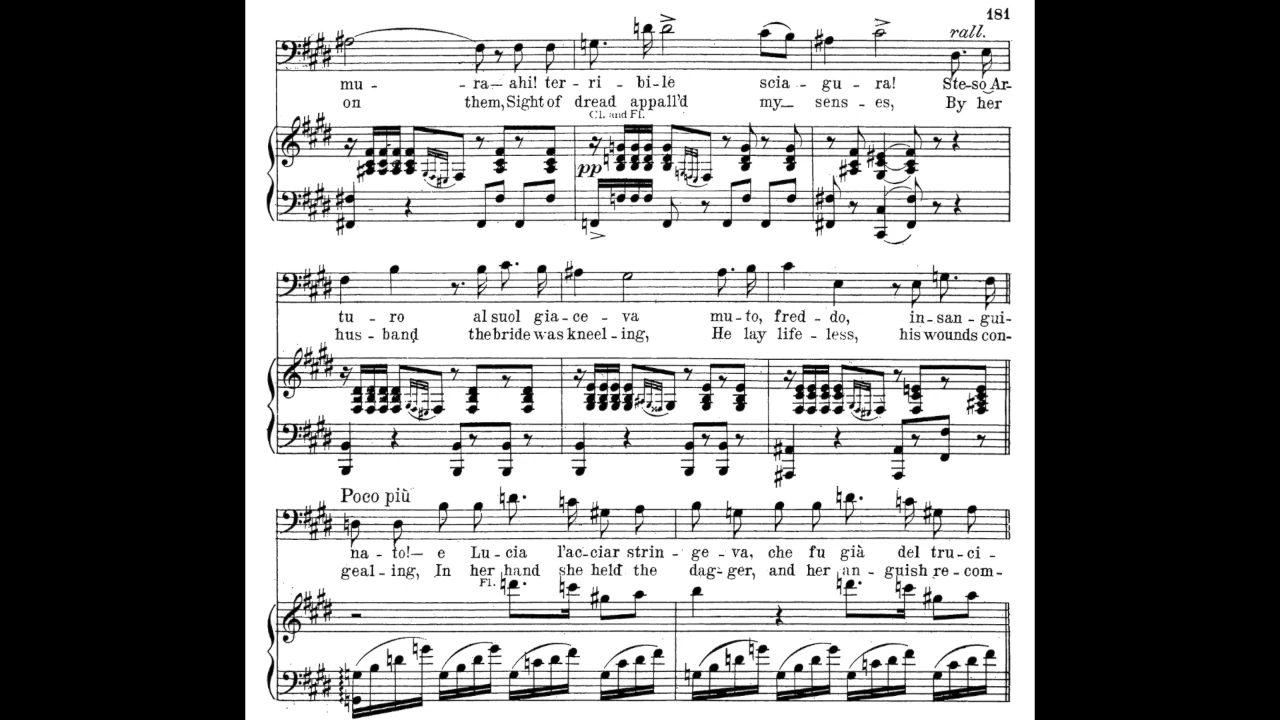 181
rall.
mu - - ra— ahi! ter - ri - bi - le scia - gu - ra! Ste-so Ar-
on them, Sight of dread appall'd my— sens - es, By her
Cl. and Fl.
pp
tu - ro al suol gia - ce - va mu - to, fred - do, in - san - gui-
hus - band the bride was kneel - ing, He lay life - less, his wounds con-
Poco più
na - to!— e Lu - cia l'ac-ciar strin - ge - va, che fu già del tru - ci-
geal - ing, In her hand she held the dag - ger, and her an - guish re - com-
Fl.